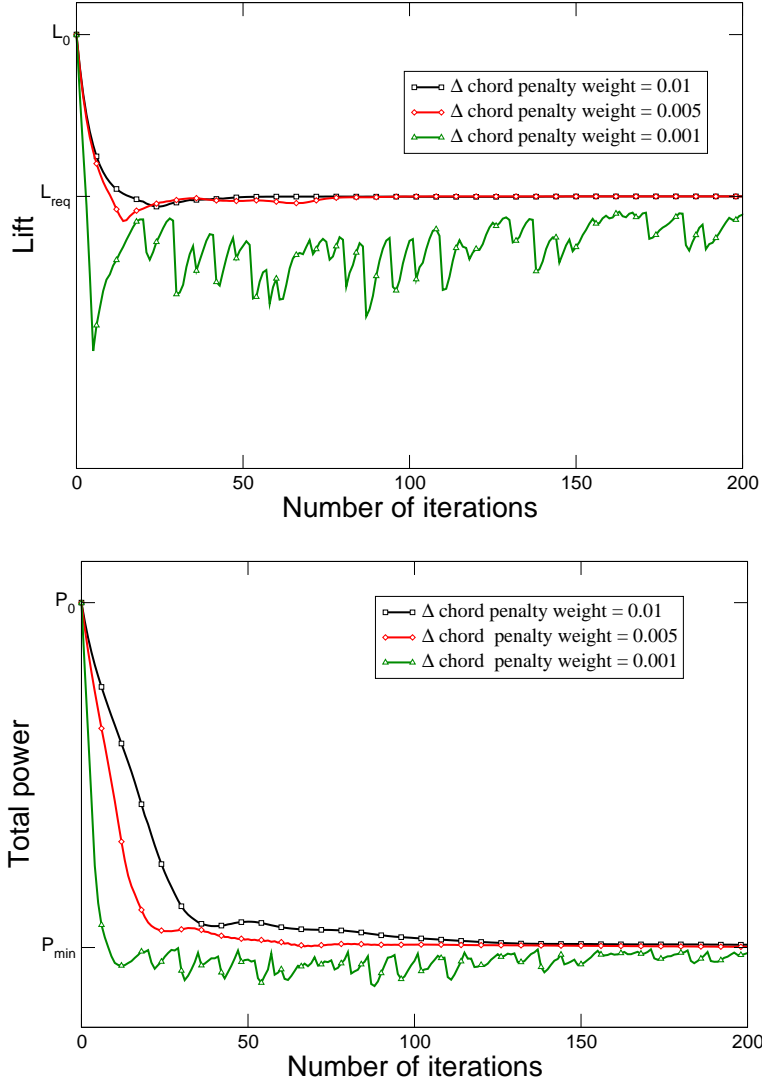 L0
Δ chord penalty weight = 0.01
Δ chord penalty weight = 0.005
Δ chord penalty weight = 0.001
Lreq
Lift
0 50 100 150 200
Number of iterations
P0
Δ chord penalty weight = 0.01
Δ chord  penalty weight = 0.005
Δ chord  penalty weight = 0.001
Total power
Pmin
0 50 100 150 200
Number of iterations